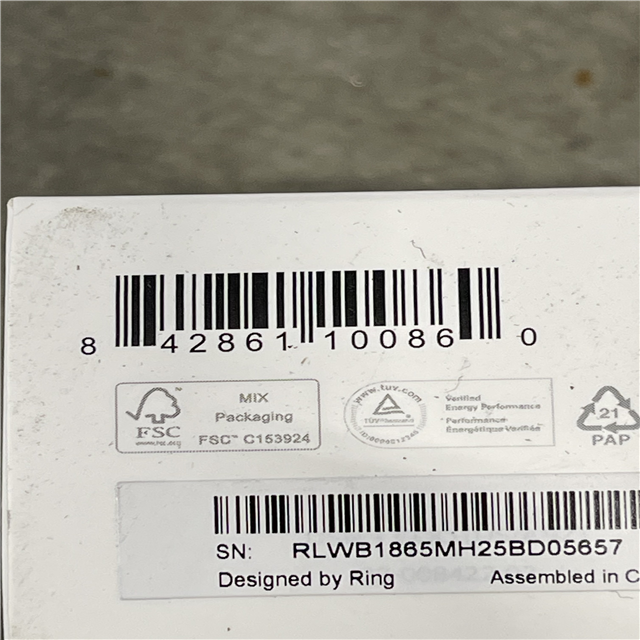 8 42861 10086 0
MIX
Packaging
FSC™ C153924
FSC
www.fsc.org
www.tuv.com
TÜVRheinland
Verified
Energy Performance
Performance
Énergétique Vérifiée
21
PAP
SN: RLWB1865MH25BD05657
Designed by Ring
Assembled in C